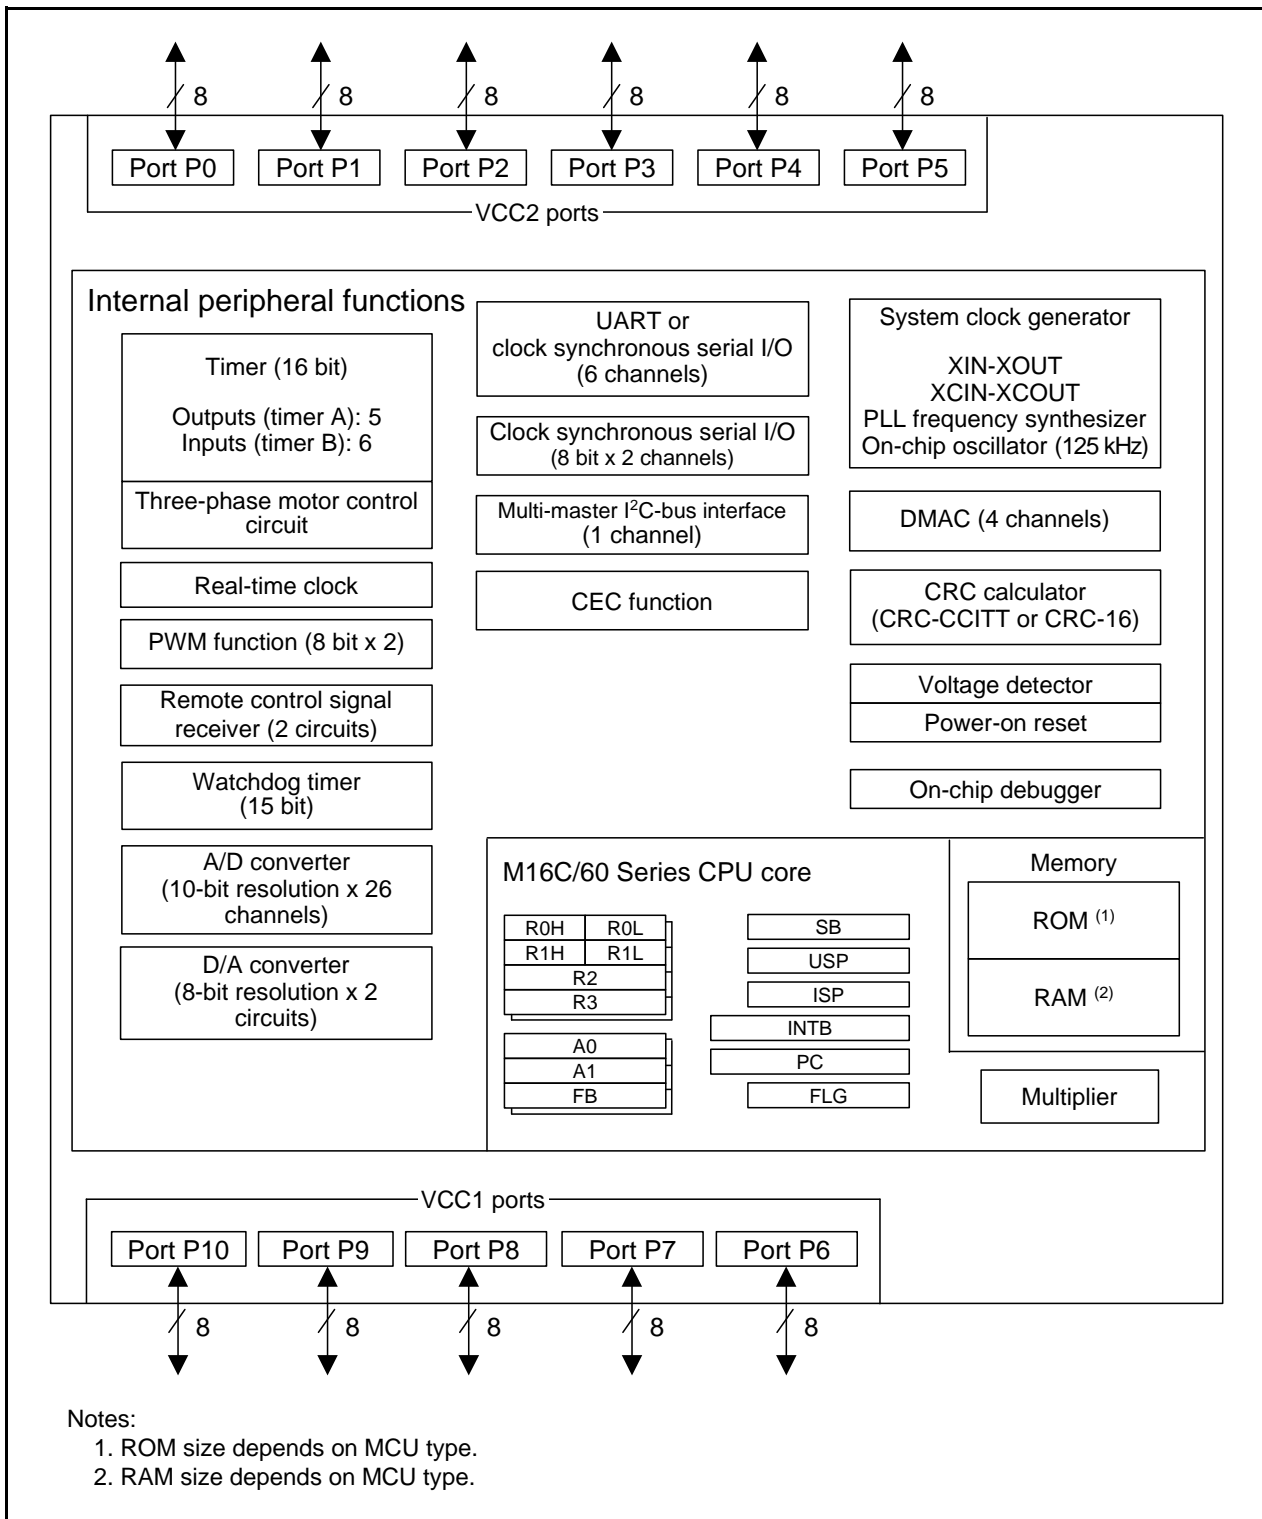 8
8
8
8
8
8
Port P0
Port P1
Port P2
Port P3
Port P4
Port P5
VCC2 ports
Internal peripheral functions
Timer (16 bit)
Outputs (timer A): 5
Inputs (timer B): 6
Three-phase motor control
circuit
Real-time clock
PWM function (8 bit x 2)
Remote control signal
receiver (2 circuits)
Watchdog timer
(15 bit)
A/D converter
(10-bit resolution x 26
channels)
D/A converter
(8-bit resolution x 2
circuits)
UART or
clock synchronous serial I/O
(6 channels)
Clock synchronous serial I/O
(8 bit x 2 channels)
Multi-master I²C-bus interface
(1 channel)
CEC function
System clock generator
XIN-XOUT
XCIN-XCOUT
PLL frequency synthesizer
On-chip oscillator (125 kHz)
DMAC (4 channels)
CRC calculator
(CRC-CCITT or CRC-16)
Voltage detector
Power-on reset
On-chip debugger
M16C/60 Series CPU core
R0H
R0L
R1H
R1L
R2
R3
A0
A1
FB
SB
USP
ISP
INTB
PC
FLG
Memory
ROM (1)
RAM (2)
Multiplier
VCC1 ports
Port P10
Port P9
Port P8
Port P7
Port P6
8
8
8
8
8
Notes:
1. ROM size depends on MCU type.
2. RAM size depends on MCU type.